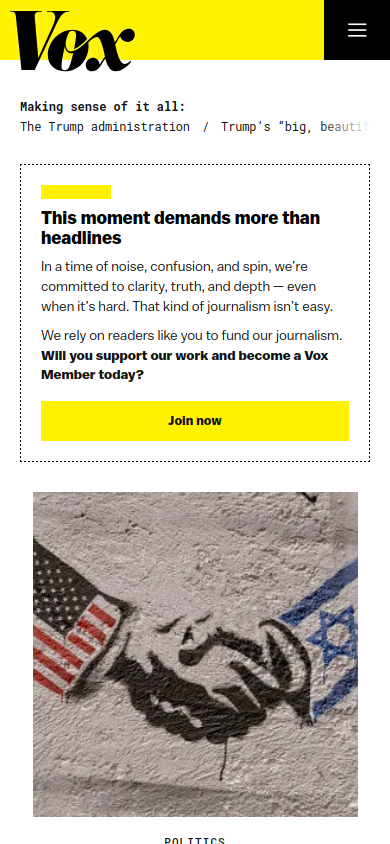 Vox
Making sense of it all:
The Trump administration / Trump’s “big, beautif
This moment demands more than
headlines
In a time of noise, confusion, and spin, we’re
committed to clarity, truth, and depth — even
when it’s hard. That kind of journalism isn’t easy.
We rely on readers like you to fund our journalism.
Will you support our work and become a Vox
Member today?
Join now
POLITICS